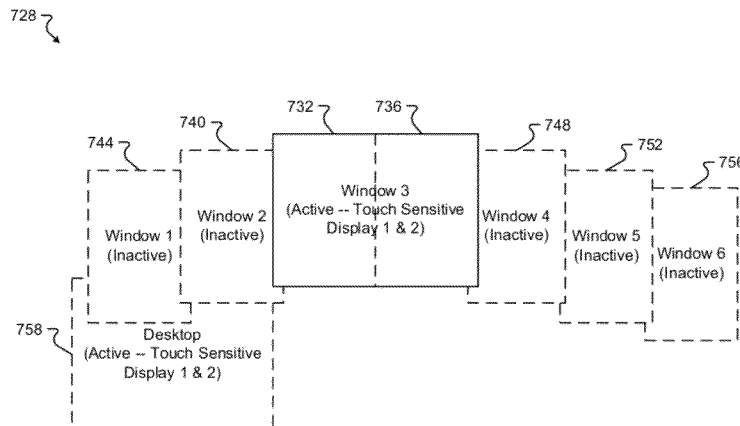 728
732
736
740
748
744
752
756
Window 3
(Active -- Touch Sensitive
Display 1 & 2)
Window 2
(Inactive)
Window 4
(Inactive)
Window 1
(Inactive)
Window 5
(Inactive)
Window 6
(Inactive)
758
Desktop
(Active -- Touch Sensitive
Display 1 & 2)